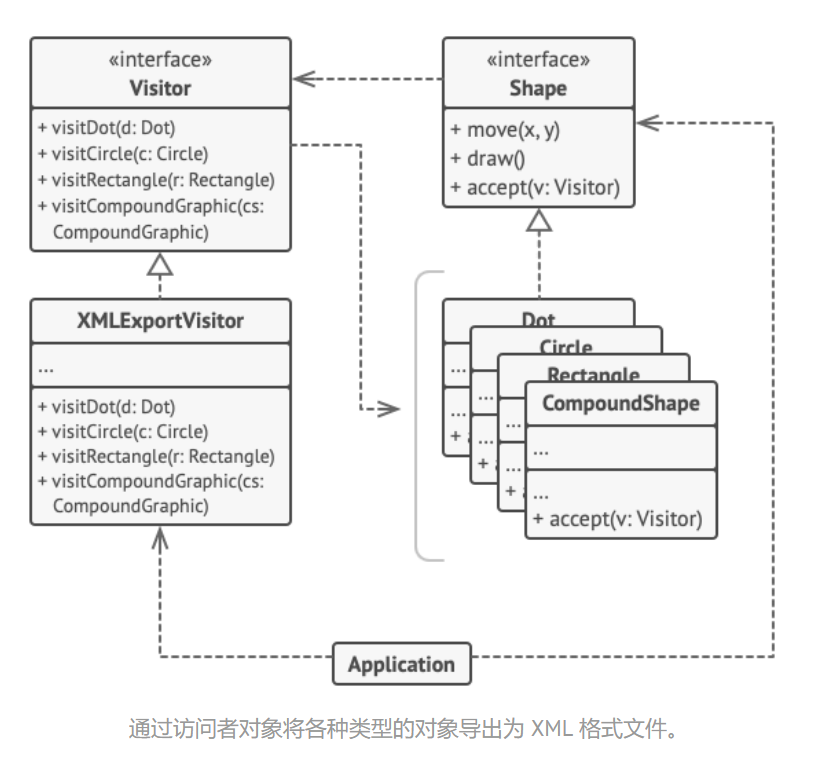 «interface»
Visitor
+ visitDot(d: Dot)
+ visitCircle(c: Circle)
+ visitRectangle(r: Rectangle)
+ visitCompoundGraphic(cs:
CompoundGraphic)
«interface»
Shape
+ move(x, y)
+ draw()
+ accept(v: Visitor)
XMLExportVisitor
...
+ visitDot(d: Dot)
+ visitCircle(c: Circle)
+ visitRectangle(r: Rectangle)
+ visitCompoundGraphic(cs:
CompoundGraphic)
Dot
...
...
+
Circle
...
...
+
Rectangle
...
...
+
CompoundShape
...
...
+ accept(v: Visitor)
Application
通过访问者对象将各种类型的对象导出为 XML 格式文件。